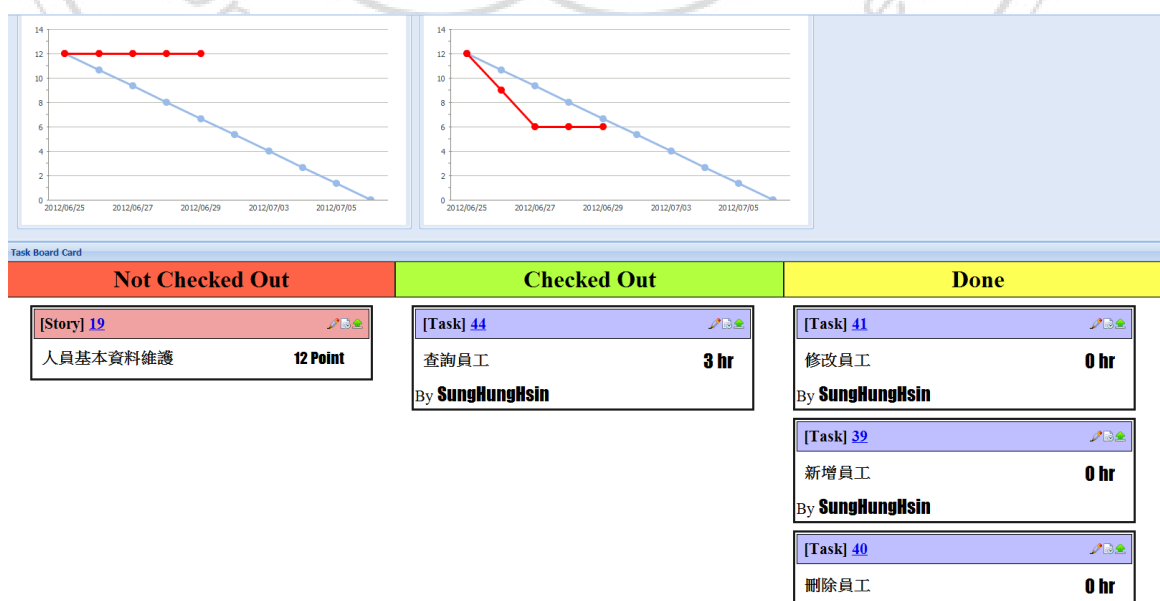 14
12
10
8
6
4
2
0
2012/06/25 2012/06/27 2012/06/29 2012/07/03 2012/07/05
14
12
10
8
6
4
2
0
2012/06/25 2012/06/27 2012/06/29 2012/07/03 2012/07/05
Task Board Card
Not Checked Out Checked Out Done
[Story] 19
人員基本資料維護 12 Point
[Task] 44
查詢員工 3 hr
By SungHungHsin
[Task] 41
修改員工 0 hr
By SungHungHsin
[Task] 39
新增員工 0 hr
By SungHungHsin
[Task] 40
刪除員工 0 hr